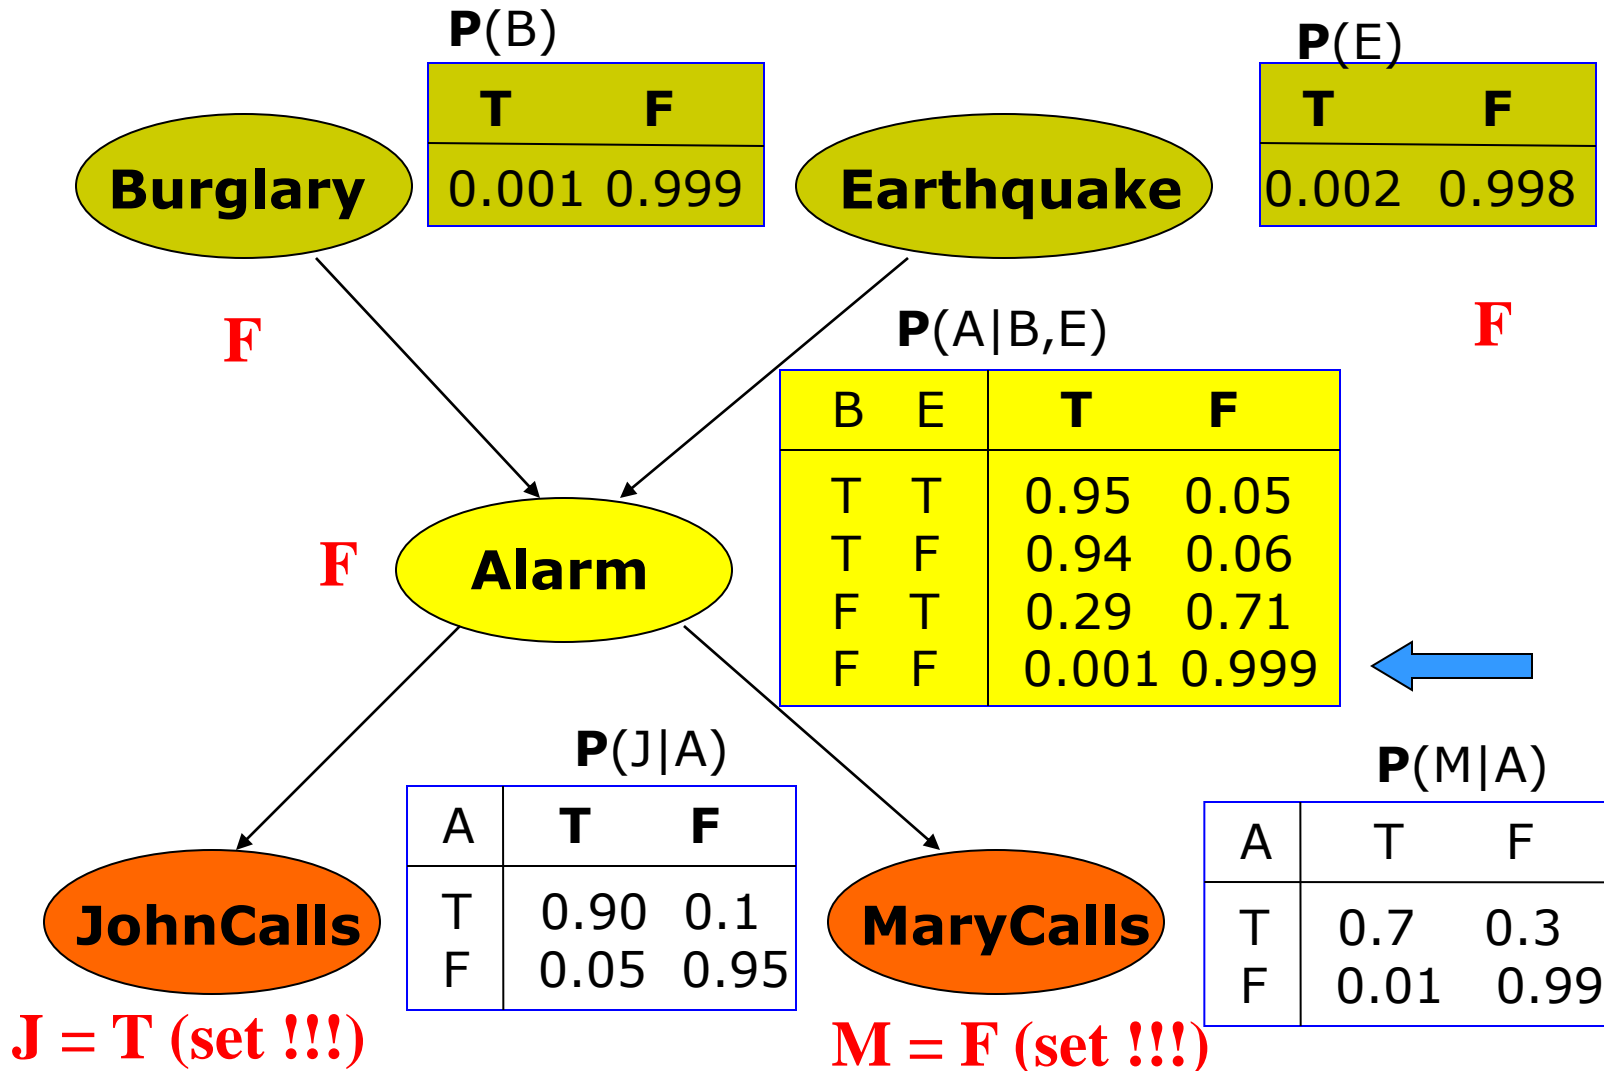 P(B)
T F
0.001 0.999
P(E)
T F
0.002 0.998
Burglary
Earthquake
F
F
P(A|B,E)
B E T F
T T 0.95 0.05
T F 0.94 0.06
F T 0.29 0.71
F F 0.001 0.999
F
Alarm
P(J|A)
A T F
T 0.90 0.1
F 0.05 0.95
P(M|A)
A T F
T 0.7 0.3
F 0.01 0.99
JohnCalls
MaryCalls
J = T (set !!!)
M = F (set !!!)